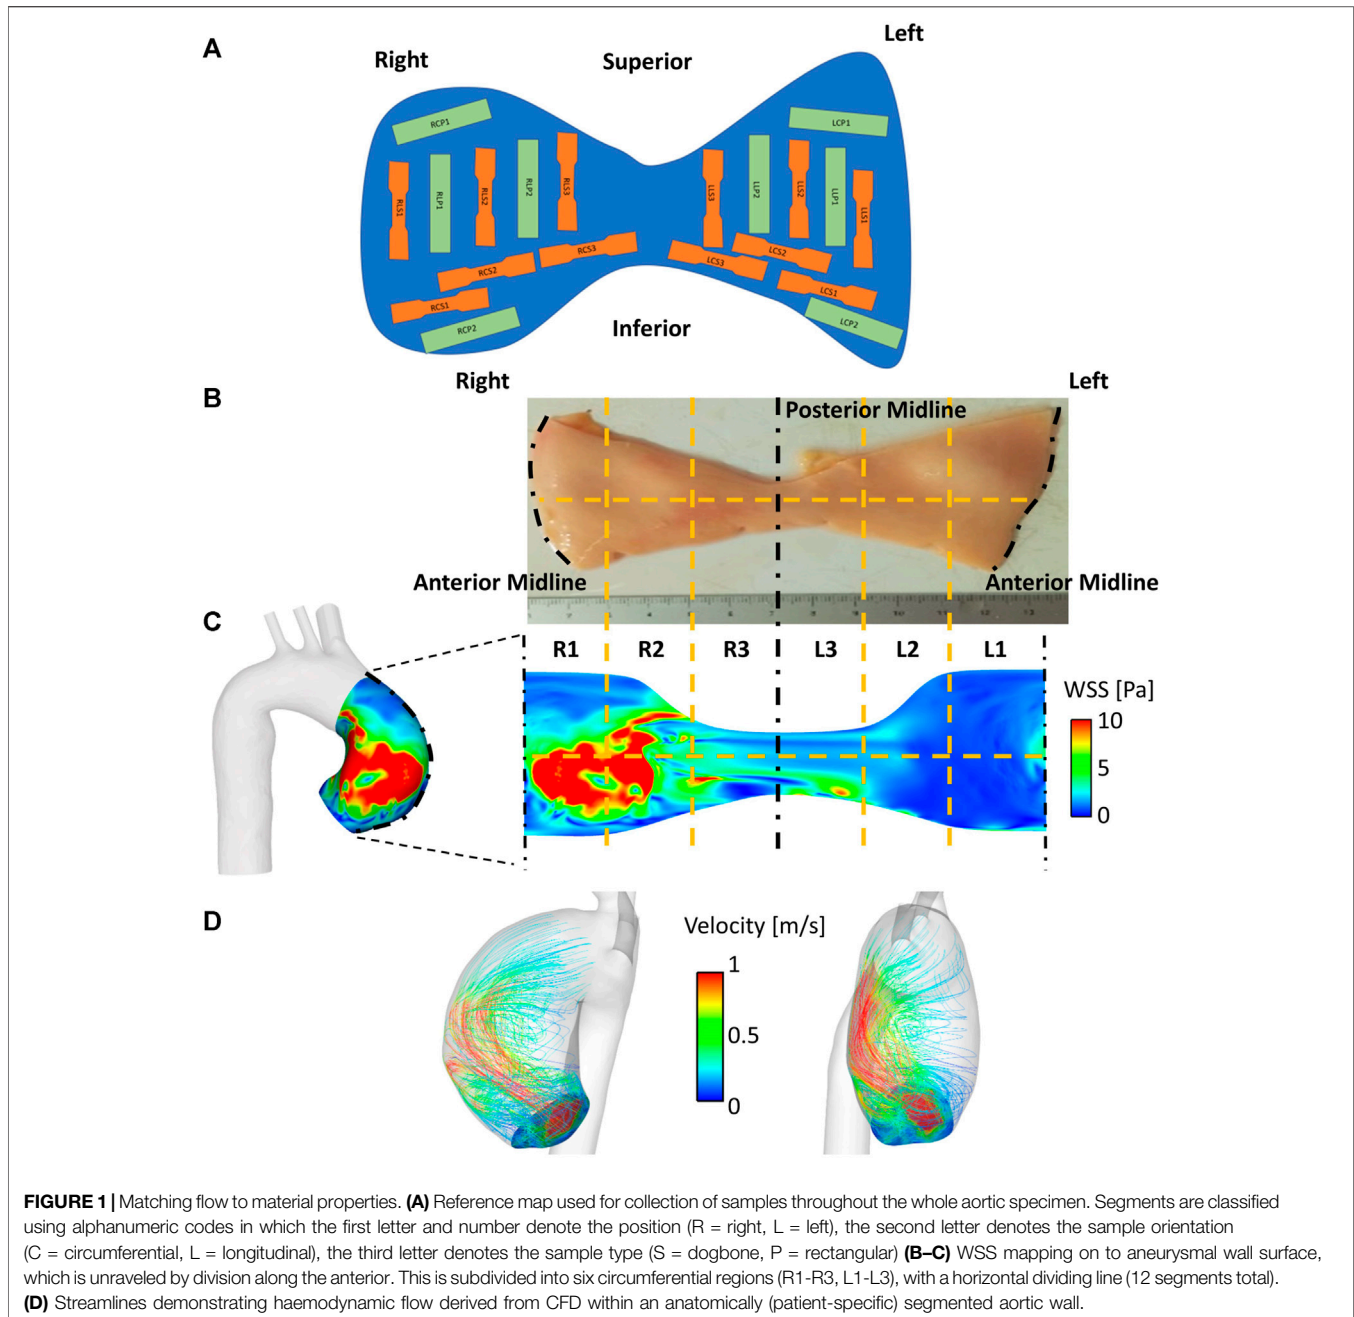 A
Right
Superior
Left
RCP1
LCP1
RLS1
RLP1
RLS2
RLP2
RLS3
LLS3
LLP2
LLS2
LLP1
LLS1
RCS3
RCS2
RCS1
RCP2
LCS2
LCS3
LCS1
LCP2
Inferior
B
Right
Left
Posterior Midline
Anterior Midline
Anterior Midline
C
R1
R2
R3
L3
L2
L1
WSS [Pa]
10
5
0
D
Velocity [m/s]
1
0.5
0
FIGURE 1 | Matching flow to material properties. (A) Reference map used for collection of samples throughout the whole aortic specimen. Segments are classified
using alphanumeric codes in which the first letter and number denote the position (R = right, L = left), the second letter denotes the sample orientation
(C = circumferential, L = longitudinal), the third letter denotes the sample type (S = dogbone, P = rectangular) (B–C) WSS mapping on to aneurysmal wall surface,
which is unraveled by division along the anterior. This is subdivided into six circumferential regions (R1-R3, L1-L3), with a horizontal dividing line (12 segments total).
(D) Streamlines demonstrating haemodynamic flow derived from CFD within an anatomically (patient-specific) segmented aortic wall.